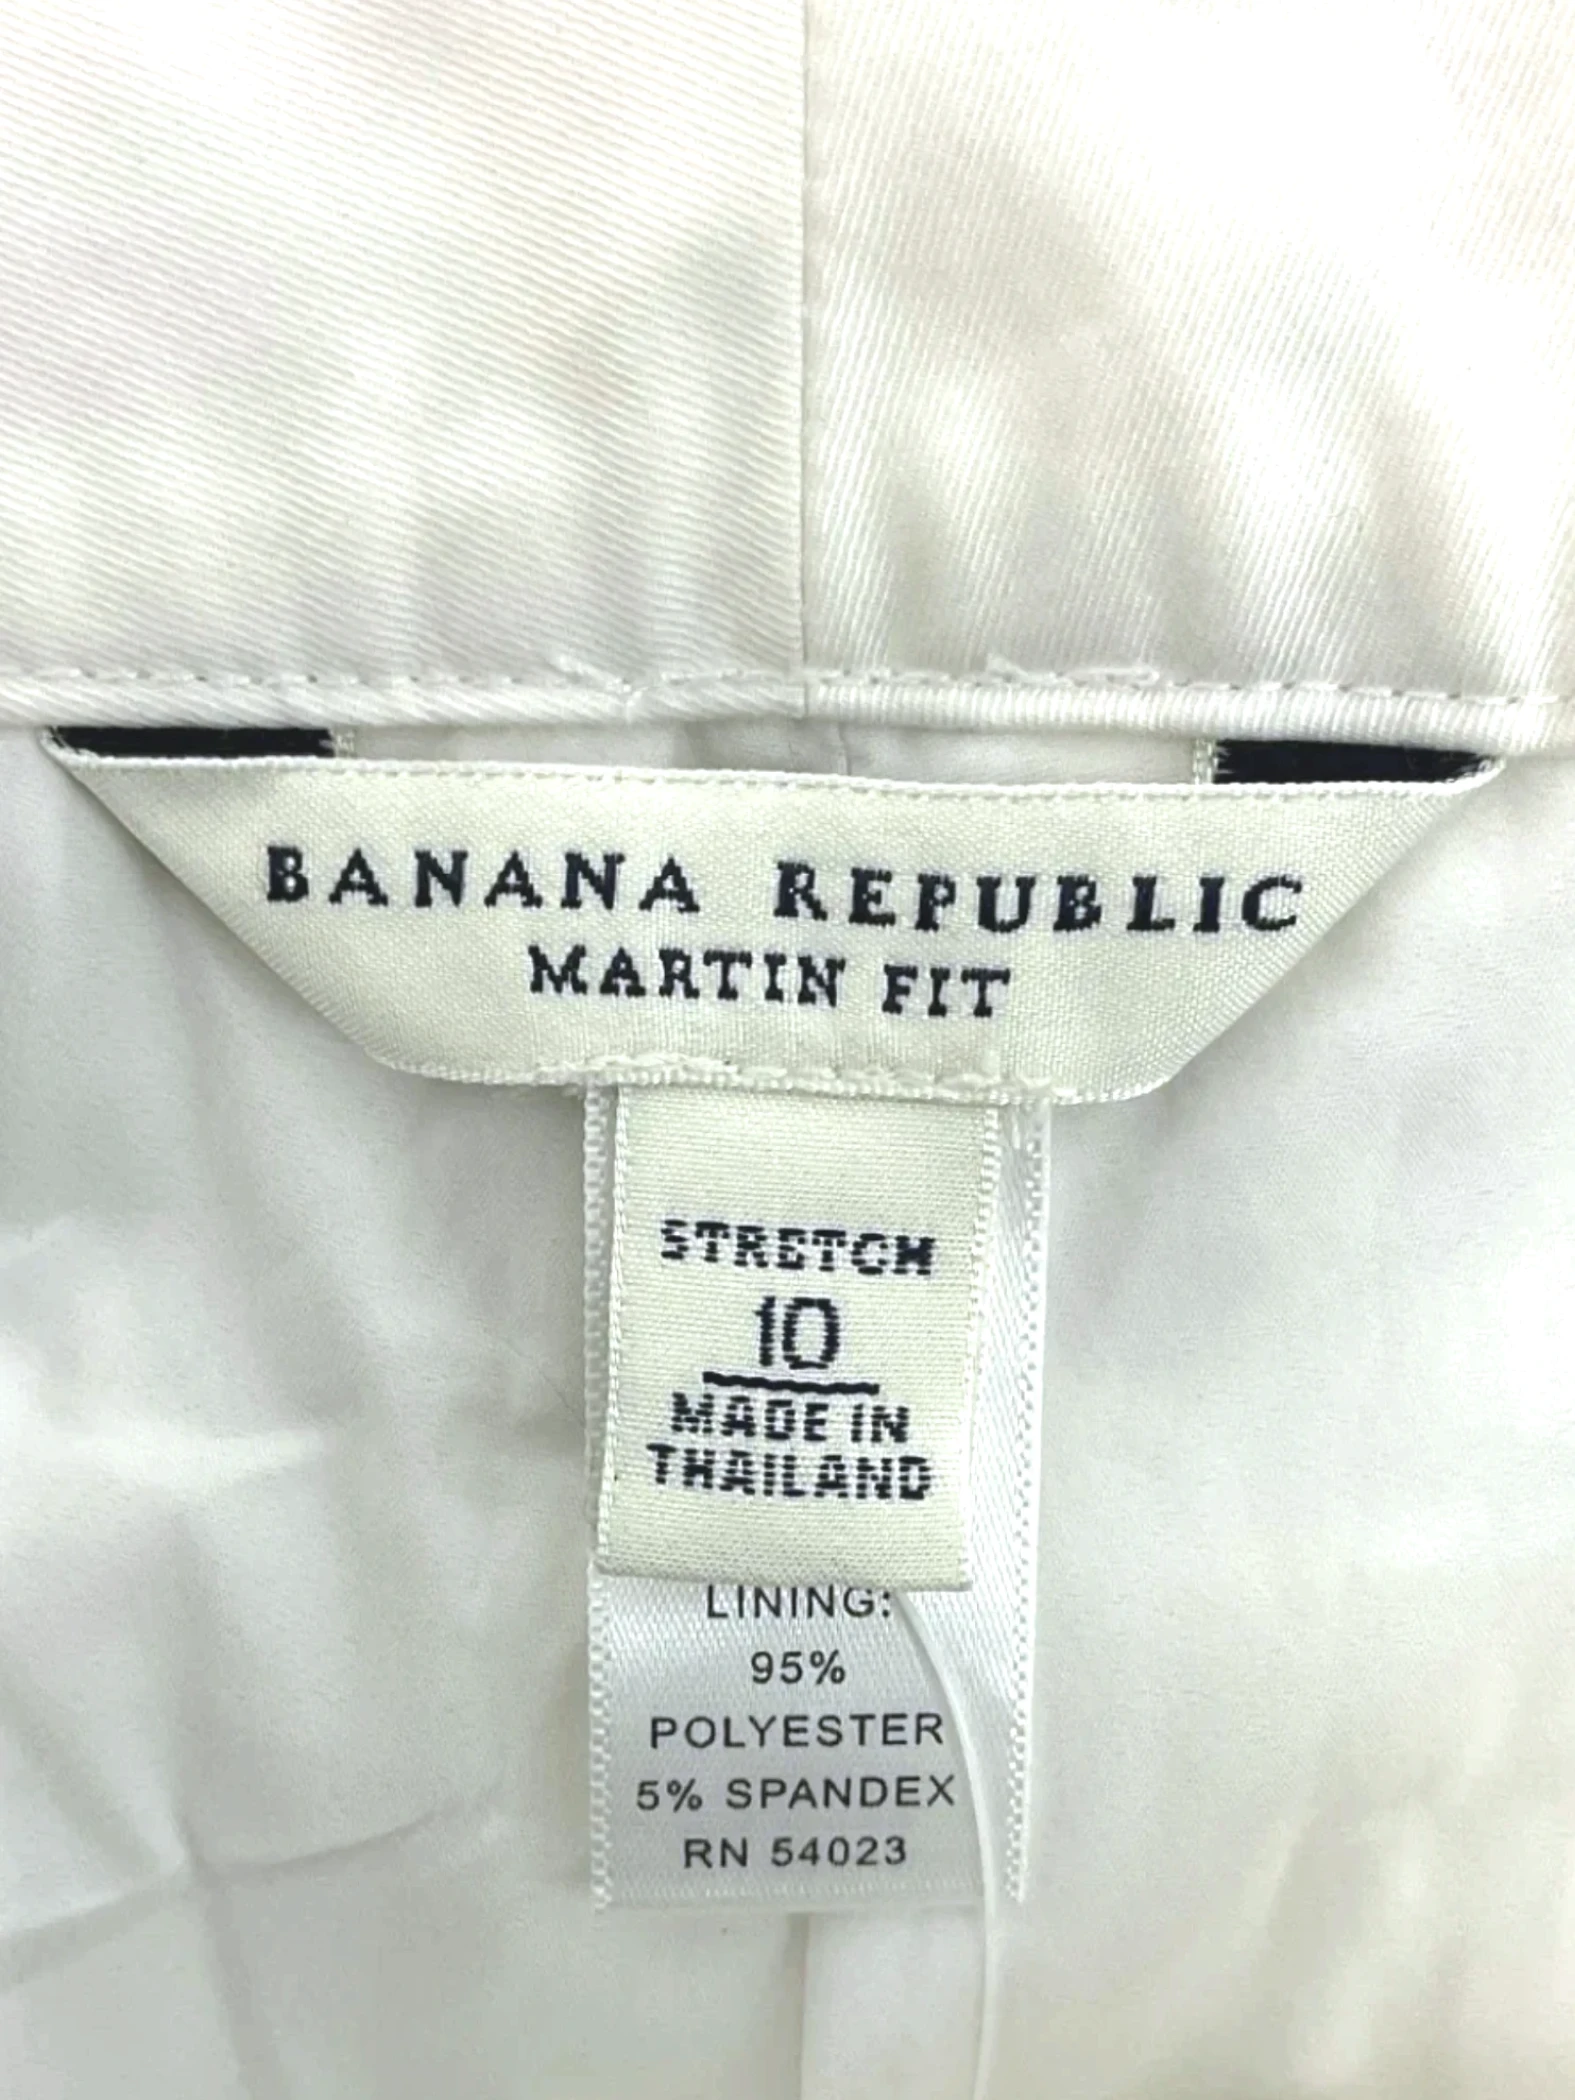 BANANA REPUBLIC
MARTIN FIT
STRETCH
10
MADE IN
THAILAND
LINING:
95%
POLYESTER
5% SPANDEX
RN 54023